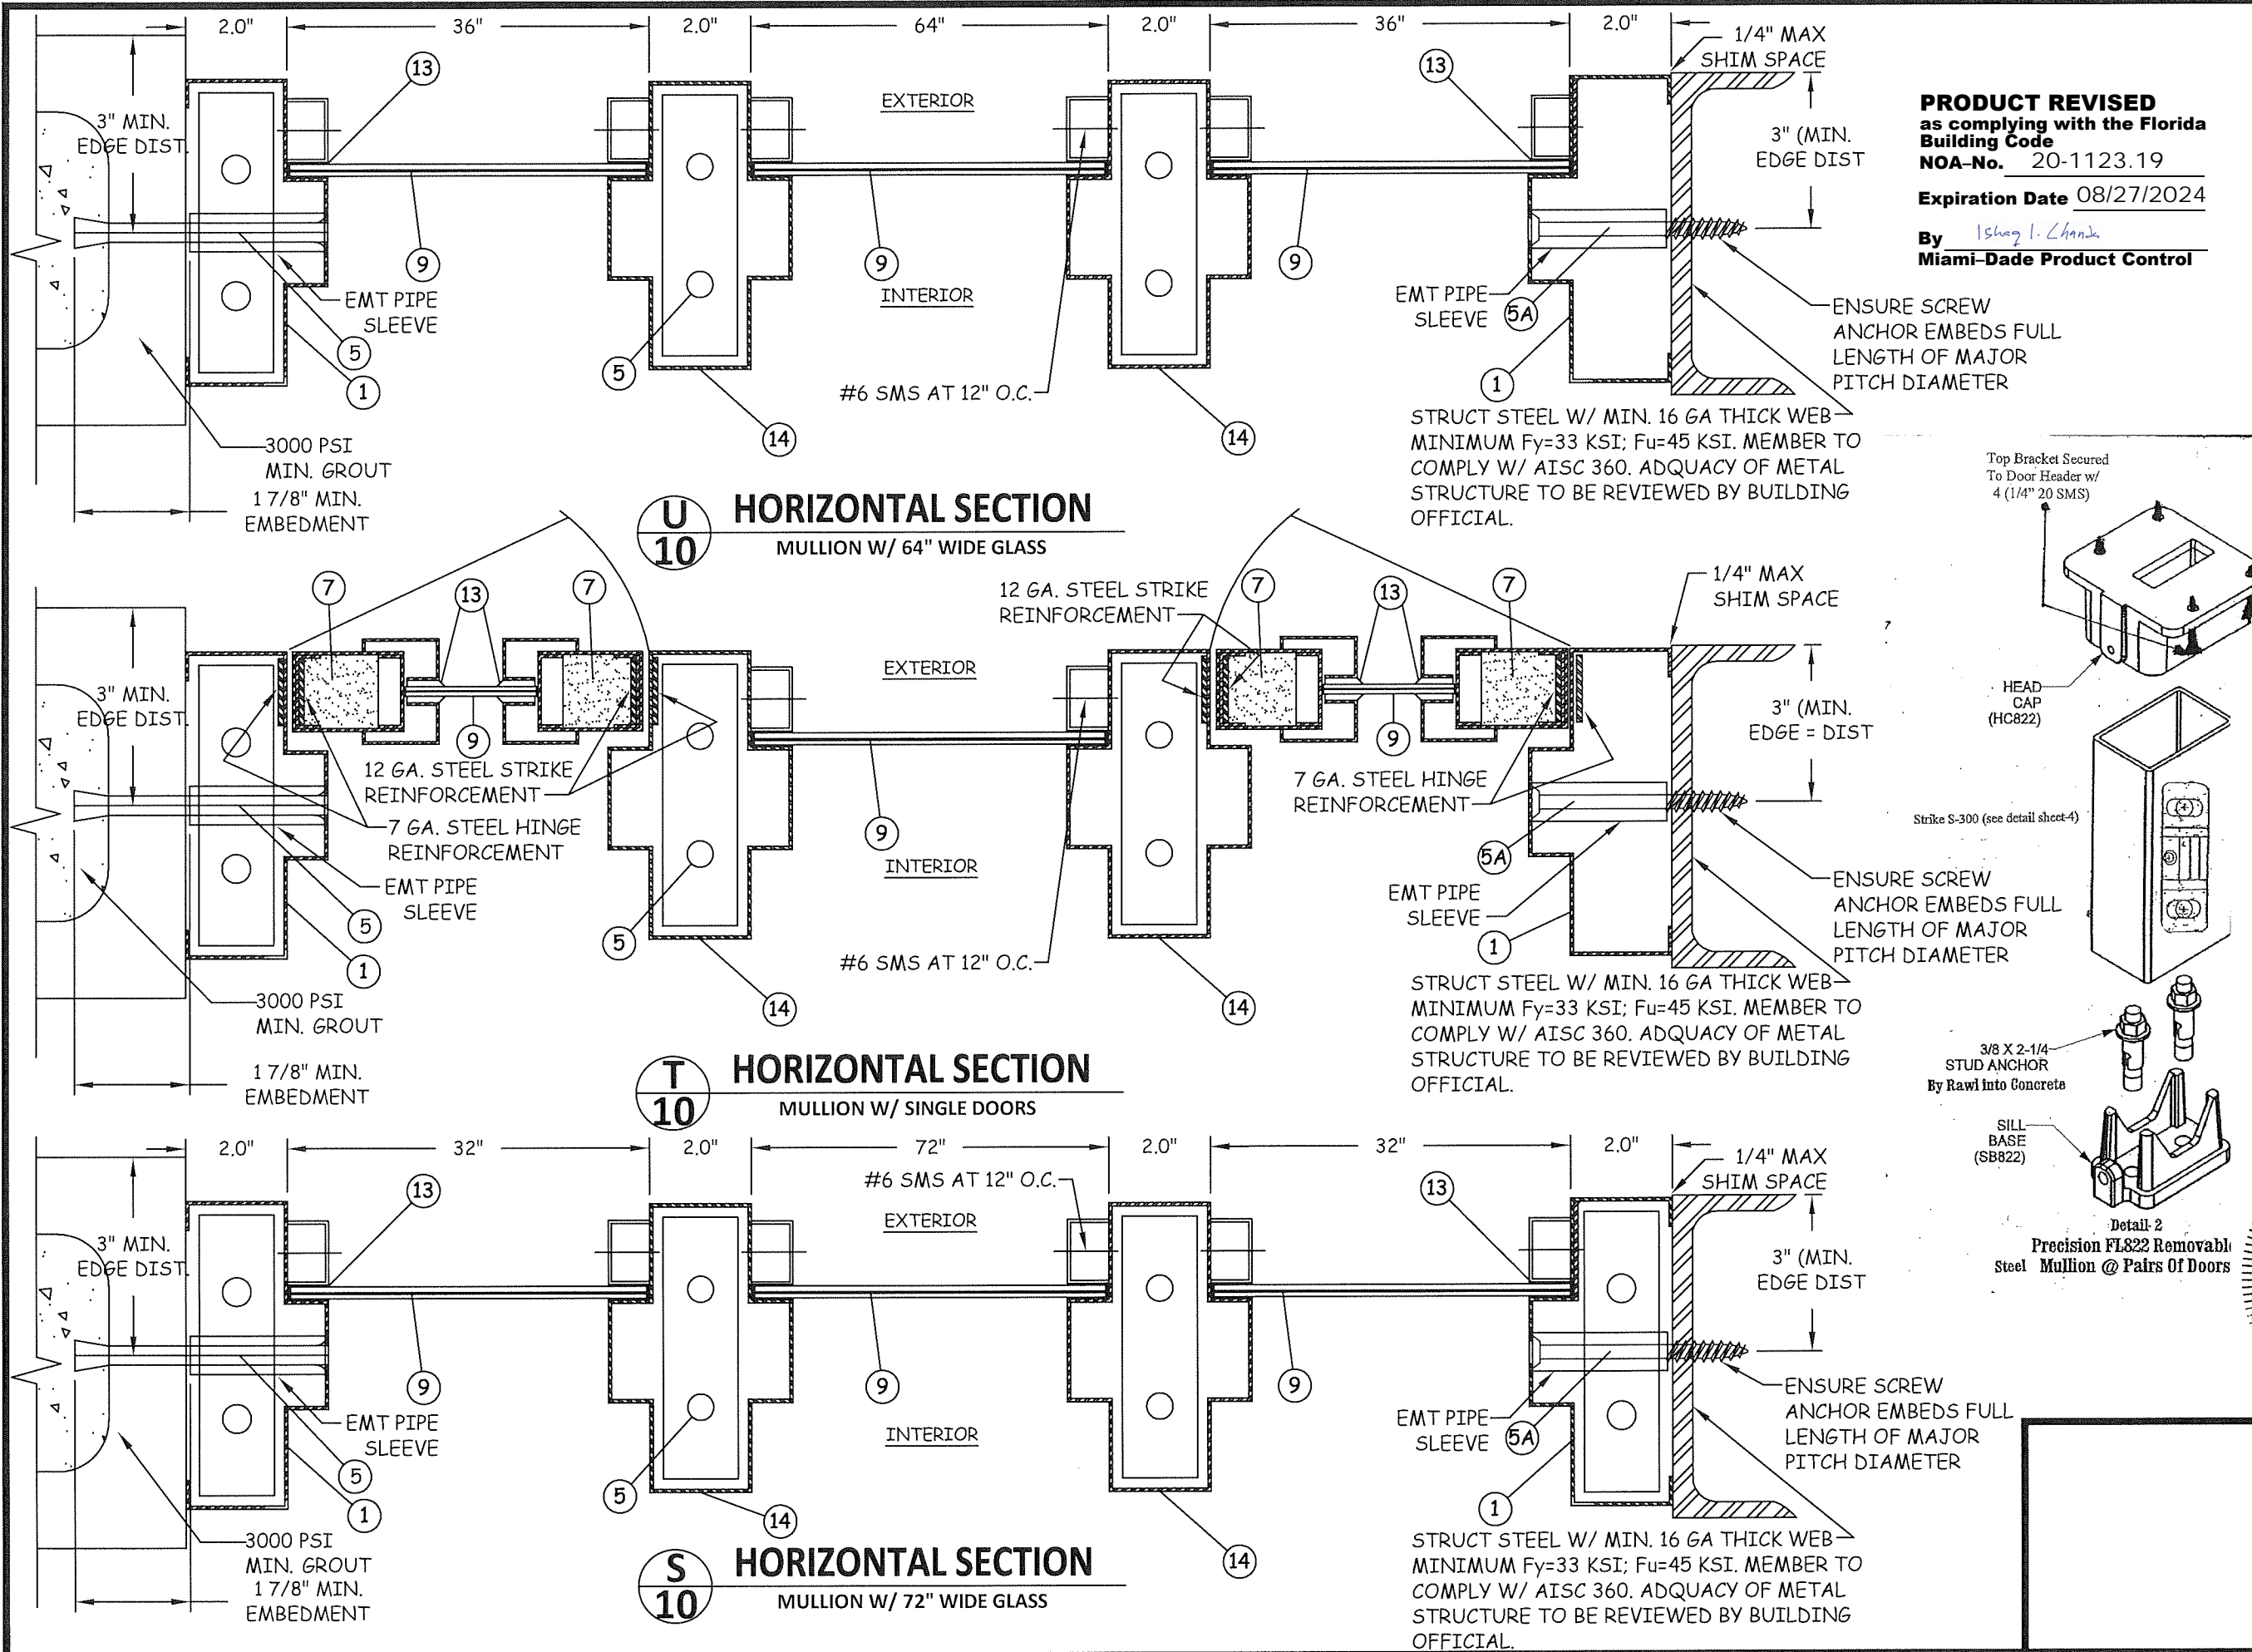 2.0"
36"
2.0"
64"
2.0"
36"
2.0"
1/4" MAX
SHIM SPACE
13
13
3" MIN.
EDGE DIST.
EXTERIOR
3" (MIN.
EDGE DIST
9
9
9
INTERIOR
EMT PIPE
SLEEVE
5
1
5
#6 SMS AT 12" O.C.
14
14
EMT PIPE
SLEEVE
5A
1
ENSURE SCREW
ANCHOR EMBEDS FULL
LENGTH OF MAJOR
PITCH DIAMETER
3000 PSI
MIN. GROUT
1 7/8" MIN.
EMBEDMENT
STRUCT STEEL W/ MIN. 16 GA THICK WEB
MINIMUM Fy=33 KSI; Fu=45 KSI. MEMBER TO
COMPLY W/ AISC 360. ADQUACY OF METAL
STRUCTURE TO BE REVIEWED BY BUILDING
OFFICIAL.
U
10
HORIZONTAL SECTION
MULLION W/ 64" WIDE GLASS
PRODUCT REVISED
as complying with the Florida
Building Code
NOA-No. 20-1123.19
Expiration Date 08/27/2024
By Ishaq I. Chanda
Miami-Dade Product Control
7
13
7
12 GA. STEEL STRIKE
REINFORCEMENT
7
13
7
1/4" MAX
SHIM SPACE
3" MIN.
EDGE DIST.
EXTERIOR
3" (MIN.
EDGE = DIST
9
9
9
12 GA. STEEL STRIKE
REINFORCEMENT
7 GA. STEEL HINGE
REINFORCEMENT
7 GA. STEEL HINGE
REINFORCEMENT
INTERIOR
EMT PIPE
SLEEVE
5
1
5
#6 SMS AT 12" O.C.
14
14
5A
EMT PIPE
SLEEVE
1
ENSURE SCREW
ANCHOR EMBEDS FULL
LENGTH OF MAJOR
PITCH DIAMETER
3000 PSI
MIN. GROUT
1 7/8" MIN.
EMBEDMENT
STRUCT STEEL W/ MIN. 16 GA THICK WEB
MINIMUM Fy=33 KSI; Fu=45 KSI. MEMBER TO
COMPLY W/ AISC 360. ADQUACY OF METAL
STRUCTURE TO BE REVIEWED BY BUILDING
OFFICIAL.
T
10
HORIZONTAL SECTION
MULLION W/ SINGLE DOORS
Top Bracket Secured
To Door Header w/
4 (1/4" 20 SMS)
HEAD
CAP
(HC822)
Strike S-300 (see detail sheet-4)
3/8 X 2-1/4
STUD ANCHOR
By Rawl into Concrete
SILL
BASE
(SB822)
Detail-2
Precision FL822 Removabl
Steel Mullion @ Pairs Of Doors
2.0"
32"
2.0"
72"
2.0"
32"
2.0"
1/4" MAX
SHIM SPACE
13
#6 SMS AT 12" O.C.
13
3" MIN.
EDGE DIST.
EXTERIOR
3" (MIN.
EDGE DIST
9
9
9
INTERIOR
EMT PIPE
SLEEVE
5
1
5
14
14
EMT PIPE
SLEEVE
5A
1
ENSURE SCREW
ANCHOR EMBEDS FULL
LENGTH OF MAJOR
PITCH DIAMETER
3000 PSI
MIN. GROUT
1 7/8" MIN.
EMBEDMENT
STRUCT STEEL W/ MIN. 16 GA THICK WEB
MINIMUM Fy=33 KSI; Fu=45 KSI. MEMBER TO
COMPLY W/ AISC 360. ADQUACY OF METAL
STRUCTURE TO BE REVIEWED BY BUILDING
OFFICIAL.
S
10
HORIZONTAL SECTION
MULLION W/ 72" WIDE GLASS